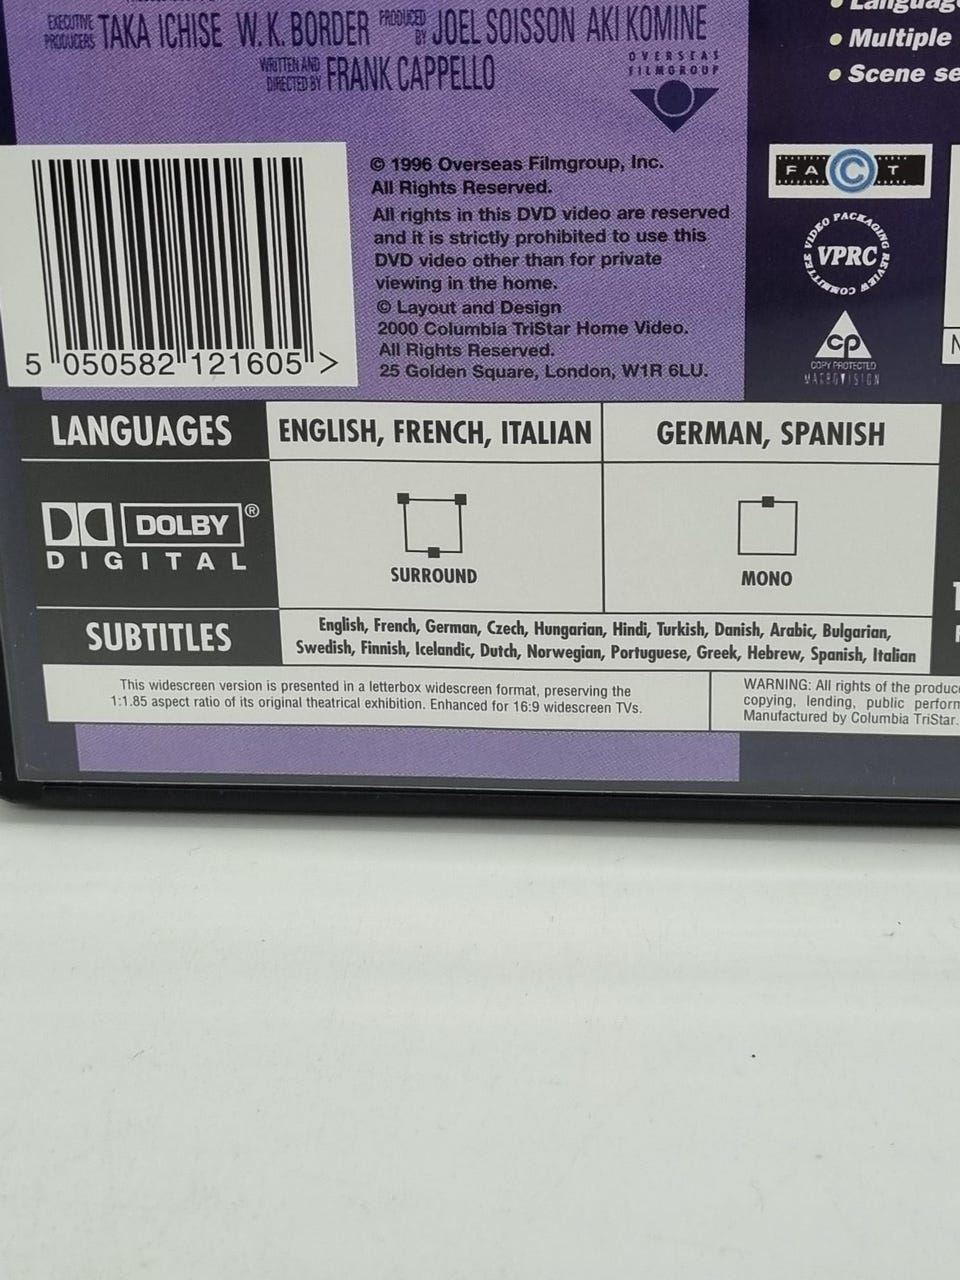 EXECUTIVE PRODUCERS TAKA ICHISE W. K. BORDER PRODUCED BY JOEL SOISSON AKI KOMINE
WRITTEN AND DIRECTED BY FRANK CAPPELLO
OVERSEAS
FILMGROUP
• Multiple
• Scene se
5 050582 121605 >
© 1996 Overseas Filmgroup, Inc.
All Rights Reserved.
All rights in this DVD video are reserved
and it is strictly prohibited to use this
DVD video other than for private
viewing in the home.
© Layout and Design
2000 Columbia TriStar Home Video.
All Rights Reserved.
25 Golden Square, London, W1R 6LU.
FACT
VIDEO PACKAGING REVIEW COMMITTEE
VPRC
cp
COPY PROTECTED
MACROVISION
LANGUAGES ENGLISH, FRENCH, ITALIAN GERMAN, SPANISH
DOLBY ®
DIGITAL
SURROUND
MONO
SUBTITLES
English, French, German, Czech, Hungarian, Hindi, Turkish, Danish, Arabic, Bulgarian,
Swedish, Finnish, Icelandic, Dutch, Norwegian, Portuguese, Greek, Hebrew, Spanish, Italian
This widescreen version is presented in a letterbox widescreen format, preserving the
1:1.85 aspect ratio of its original theatrical exhibition. Enhanced for 16:9 widescreen TVs.
WARNING: All rights of the produc
copying, lending, public perform
Manufactured by Columbia TriStar.